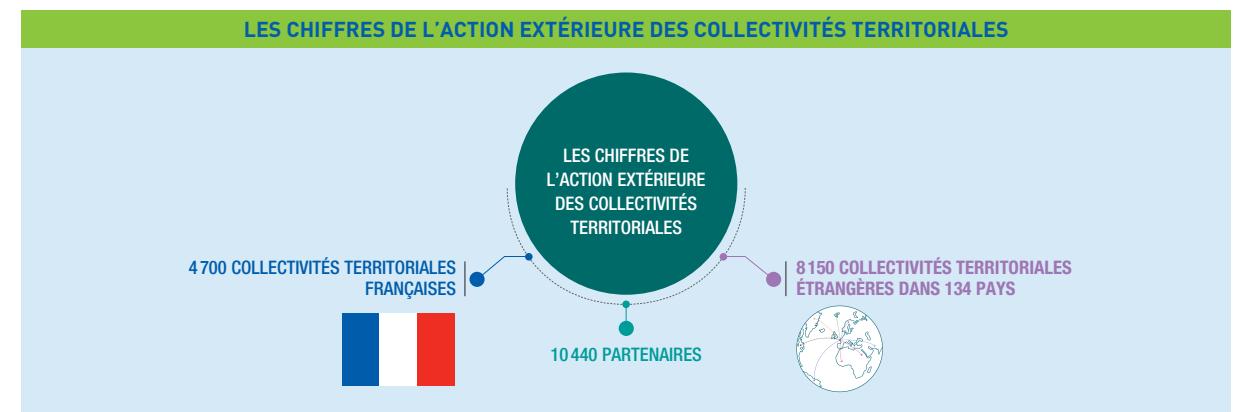 LES CHIFFRES DE L’ACTION EXTÉRIEURE DES COLLECTIVITÉS TERRITORIALES
LES CHIFFRES DE
L’ACTION EXTÉRIEURE
DES COLLECTIVITÉS
TERRITORIALES
4 700 COLLECTIVITÉS TERRITORIALES
FRANÇAISES
8 150 COLLECTIVITÉS TERRITORIALES
ÉTRANGÈRES DANS 134 PAYS
10 440 PARTENAIRES